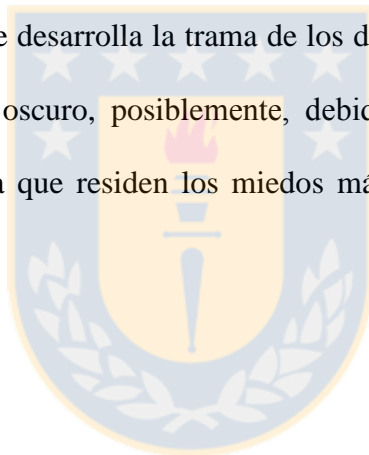 e desarrolla la trama de los d
oscuro, posiblemente, debid
a que residen los miedos má